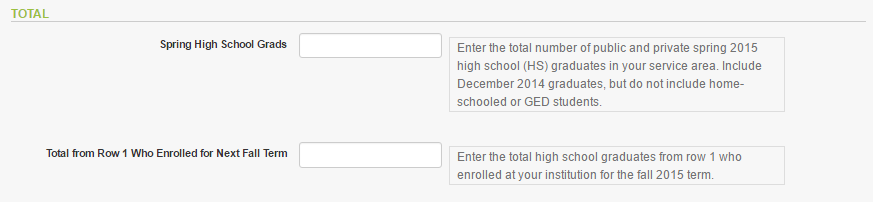 TOTAL
Spring High School Grads
Enter the total number of public and private spring 2015
high school (HS) graduates in your service area. Include
December 2014 graduates, but do not include home-
schooled or GED students.
Total from Row 1 Who Enrolled for Next Fall Term
Enter the total high school graduates from row 1 who
enrolled at your institution for the fall 2015 term.